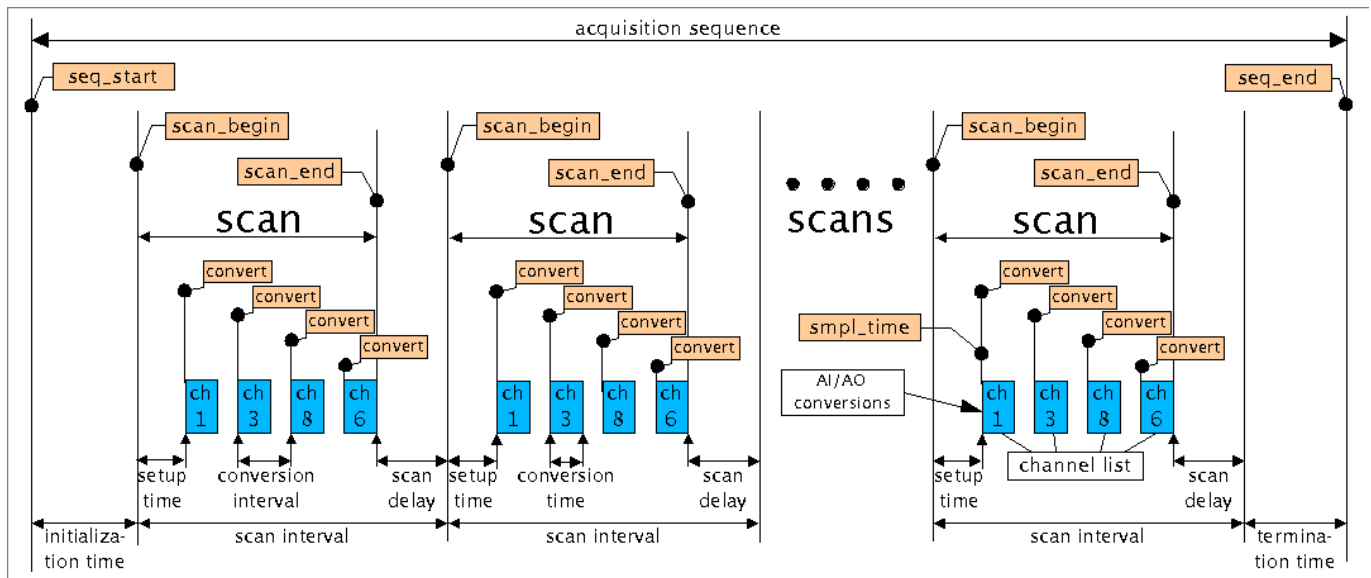 acquisition sequence
seq_start
seq_end
scan_begin
scan_begin
scan_begin
scan_end
scan_end
scan_end
scan
scan
scans
scan
convert
convert
convert
convert
convert
convert
convert
convert
convert
convert
convert
convert
smpl_time
AI/AO
conversions
ch
1
ch
3
ch
8
ch
6
ch
1
ch
3
ch
8
ch
6
ch
1
ch
3
ch
8
ch
6
channel list
setup
time
conversion
interval
scan
delay
setup
time
conversion
time
scan
delay
setup
time
scan
delay
initializa-
tion time
scan interval
scan interval
scan interval
termina-
tion time